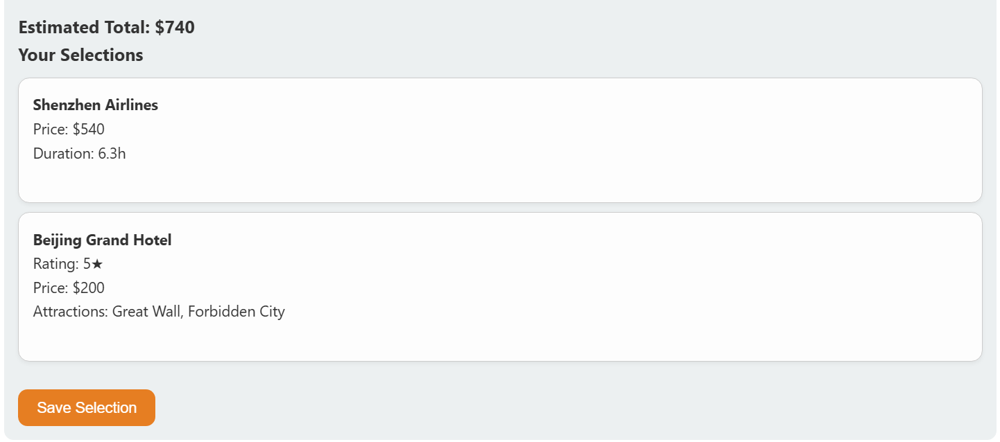 Estimated Total: $740
Your Selections
Shenzhen Airlines
Price: $540
Duration: 6.3h
Beijing Grand Hotel
Rating: 5★
Price: $200
Attractions: Great Wall, Forbidden City
Save Selection